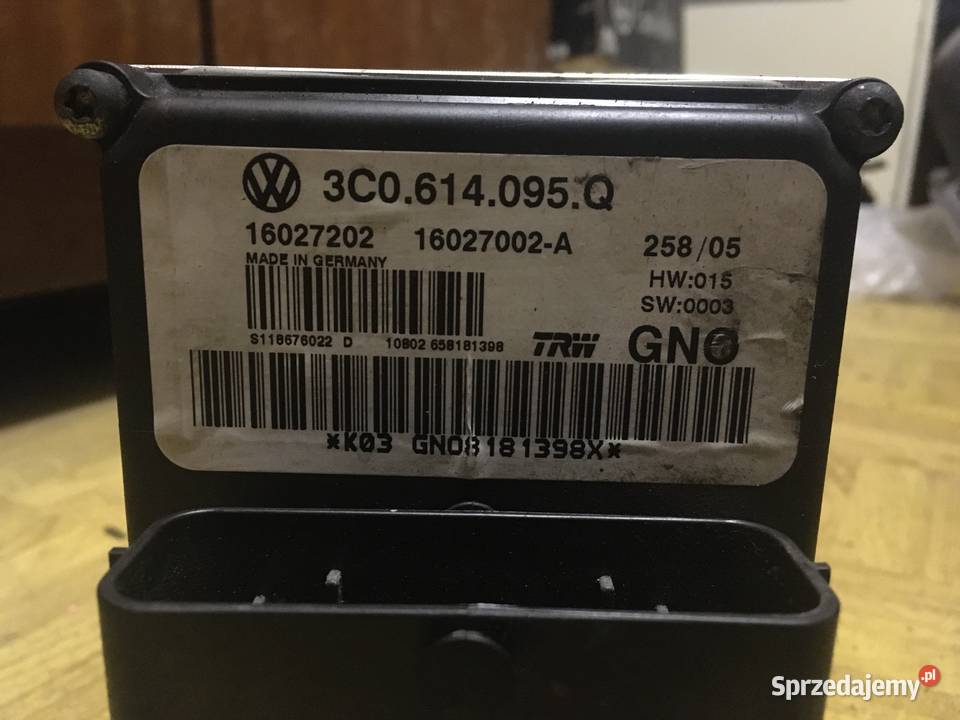 3C0.614.095.Q
16027202 16027002-A 258/05
MADE IN GERMANY
HW:015
SW:0003
S118676022 D 10802 658181398
TRW GN0
*K03 GN08181398X*
Sprzedajemy.pl